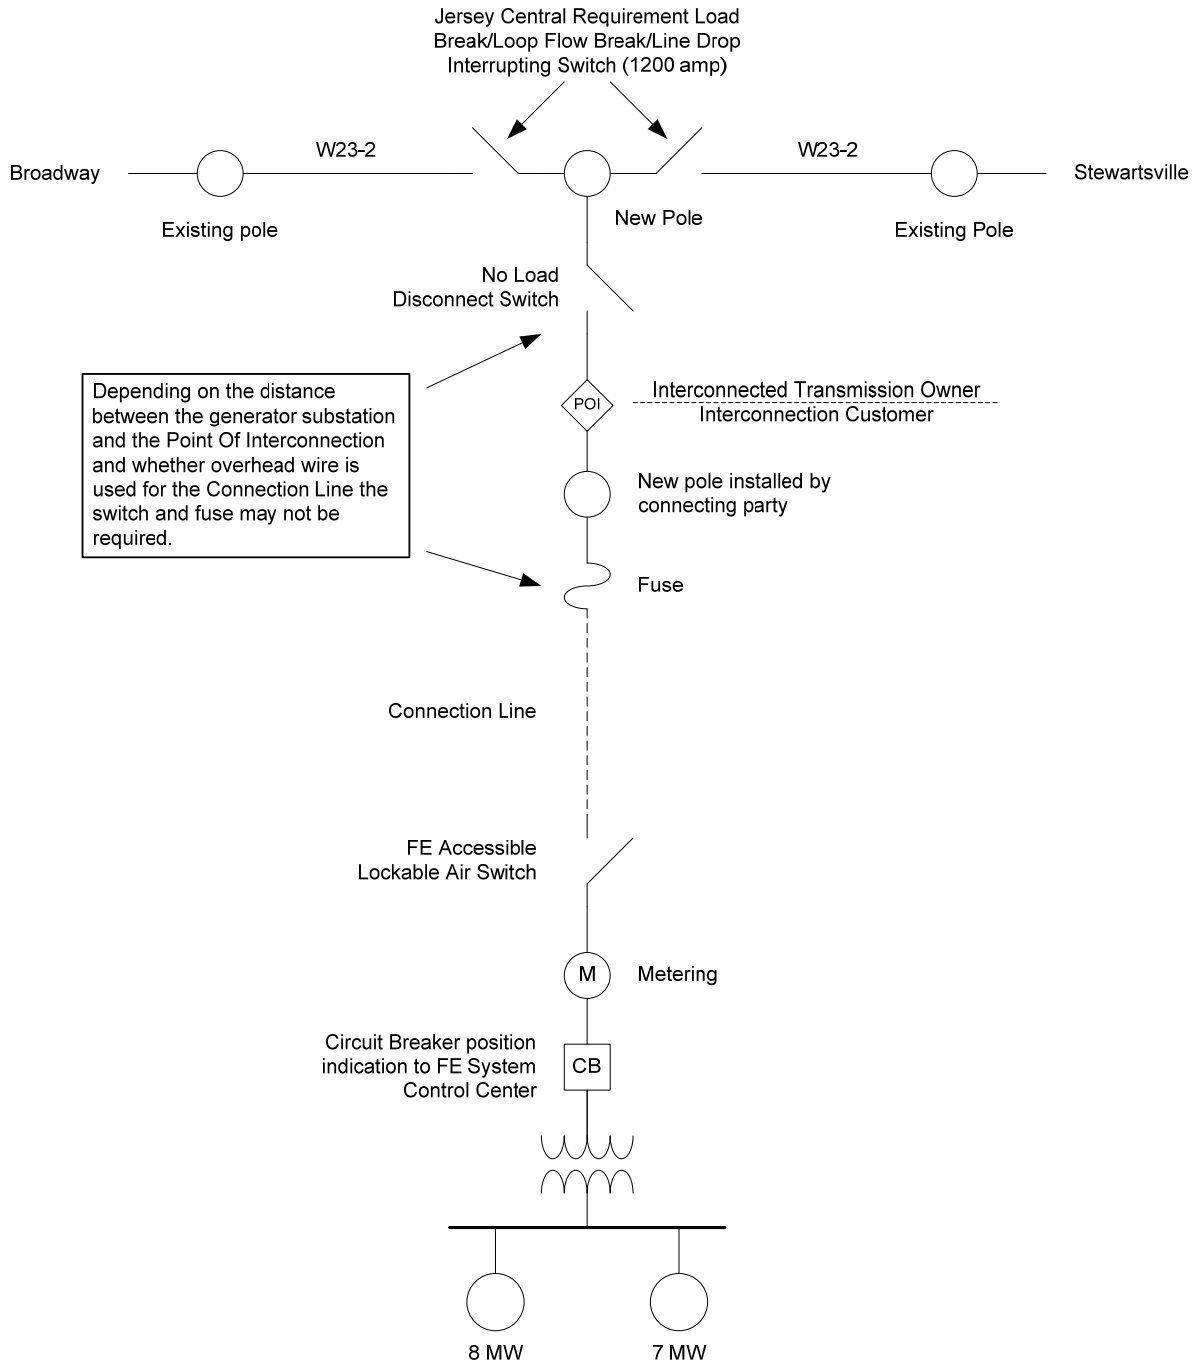 Jersey Central Requirement Load
Break/Loop Flow Break/Line Drop
Interrupting Switch (1200 amp)
W23-2
W23-2
Broadway
Stewartsville
New Pole
Existing pole
Existing Pole
No Load
Disconnect Switch
Depending on the distance
between the generator substation
and the Point Of Interconnection
and whether overhead wire is
used for the Connection Line the
switch and fuse may not be
required.
POI
Interconnected Transmission Owner
Interconnection Customer
New pole installed by
connecting party
Fuse
Connection Line
FE Accessible
Lockable Air Switch
M
Metering
Circuit Breaker position
indication to FE System
Control Center
CB
8 MW
7 MW